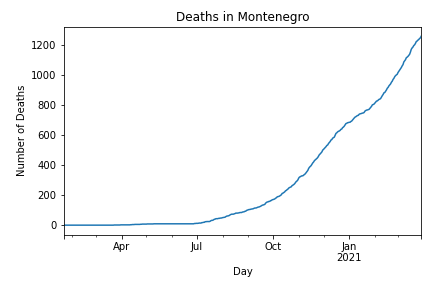 Deaths in Montenegro
Number of Deaths
1200
1000
800
600
400
200
0
Apr
Jul
Oct
Jan
2021
Day